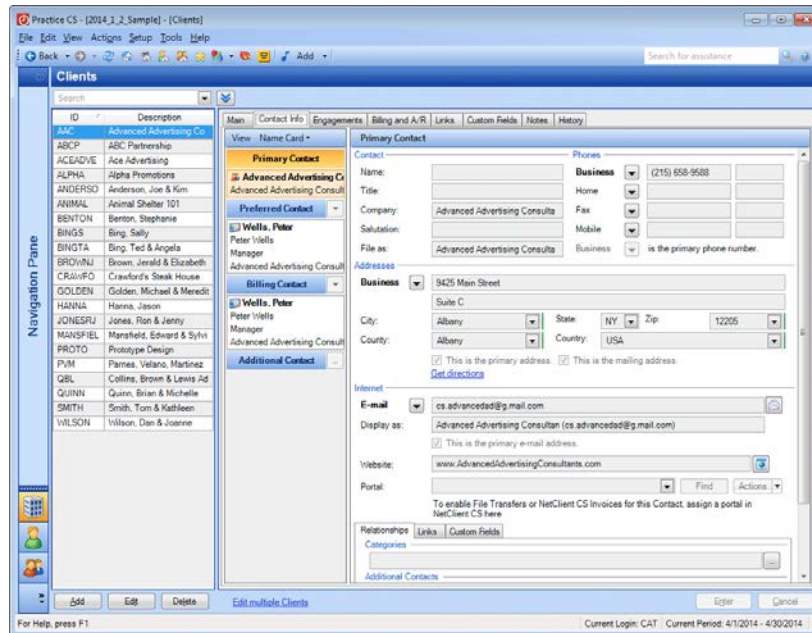 Practice CS - [2014_1_2_Sample] - [Clients]
File Edit View Actions Setup Tools Help
Back Add Search for assistance
Clients
Search
ID Description
AAC Advanced Advertising Co
ABCP ABC Partnership
ACEADVE Ace Advertising
ALPHA Alpha Promotions
ANDERSO Anderson, Joe & Kim
ANIMAL Animal Shelter 101
BENTON Benton, Stephanie
BINGS Bing, Sally
BINGTA Bing, Ted & Angela
BROWNJ Brown, Jerald & Elizabeth
CRAWFO Crawford's Steak House
GOLDEN Golden, Michael & Meredit
HANNA Hanna, Jason
JONESRJ Jones, Ron & Jenny
MANSFIEL Mansfield, Edward & Sylvi
PROTO Prototype Design
PVM Parnes, Velano, Martinez
QBL Collins, Brown & Lewis Ad
QUINN Quinn, Brian & Michelle
SMITH Smith, Tom & Kathleen
WILSON Wilson, Dan & Joanne
Navigation Pane
Main Contact Info Engagements Billing and A/R Links Custom Fields Notes History
View Name Card
Primary Contact
Advanced Advertising Co
Advanced Advertising Consult
Preferred Contact
Wells, Peter
Peter Wells
Manager
Advanced Advertising Consult
Billing Contact
Wells, Peter
Peter Wells
Manager
Advanced Advertising Consult
Additional Contact ...
Primary Contact
Contact
Name:
Title:
Company: Advanced Advertising Consulta
Salutation:
File as: Advanced Advertising Consulta
Phones
Business (215) 658-9588
Home
Fax
Mobile
Business is the primary phone number.
Addresses
Business 9425 Main Street
Suite C
City: Albany State: NY Zip: 12205
County: Albany Country: USA
This is the primary address. This is the mailing address.
Get directions
Internet
E-mail cs.advancedad@g.mail.com
Display as: Advanced Advertising Consultan (cs.advancedad@g.mail.com)
This is the primary e-mail address.
Website: www.AdvancedAdvertisingConsultants.com
Portal: Find Actions
To enable File Transfers or NetClient CS Invoices for this Contact, assign a portal in
NetClient CS here
Relationships Links Custom Fields
Categories
...
Additional Contacts
Add Edit Delete Edit multiple Clients Enter Cancel
For Help, press F1 Current Login: CAT Current Period: 4/1/2014 - 4/30/2014